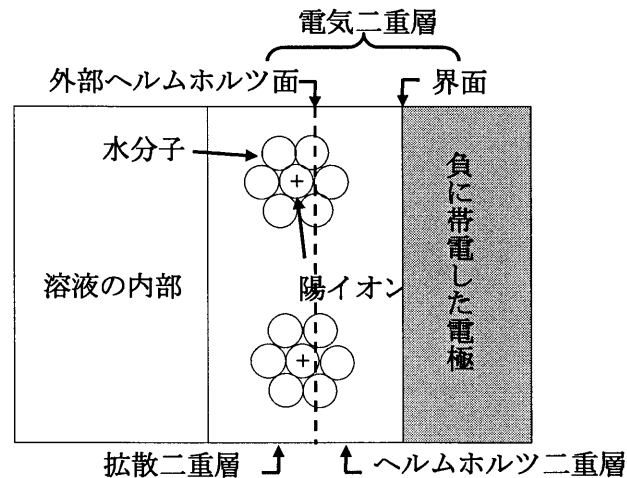 電気二重層
外部ヘルムホルツ面
界面
水分子
+
負に帯電した電極
溶液の内部
陽イオン
+
拡散二重層
ヘルムホルツ二重層